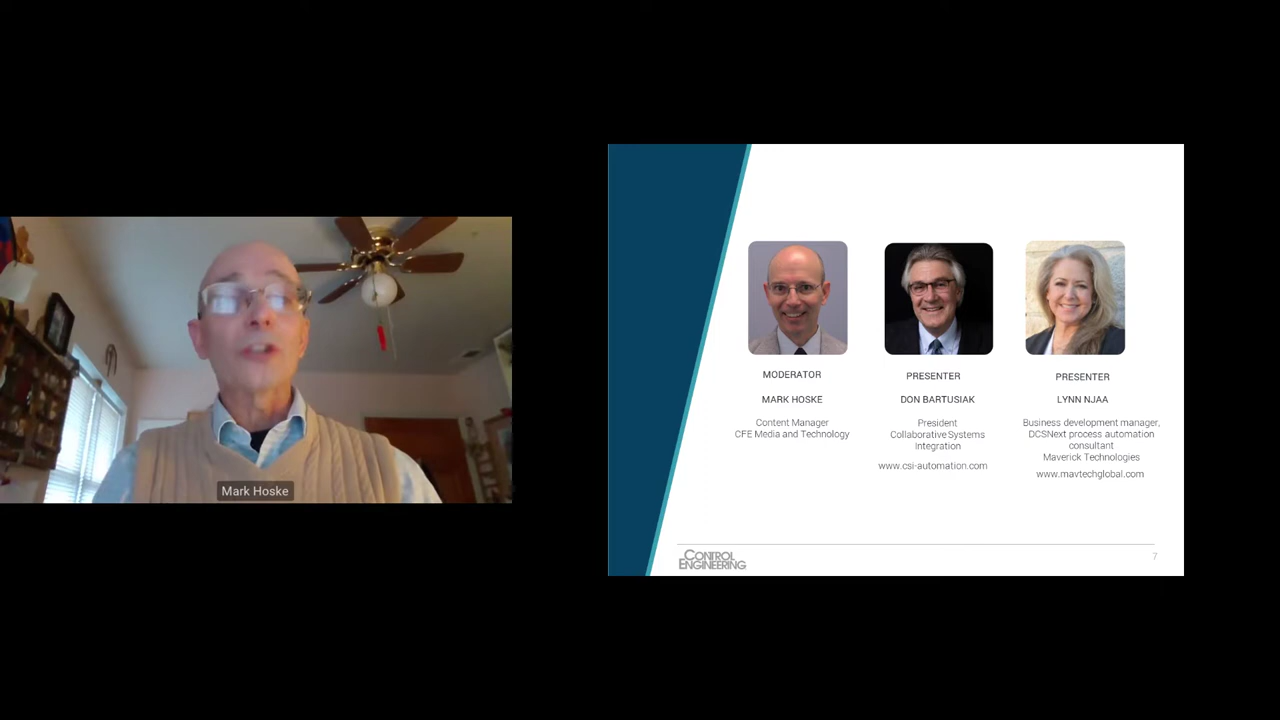 Mark Hoske
MODERATOR
MARK HOSKE
Content Manager
CFE Media and Technology
PRESENTER
DON BARTUSIAK
President
Collaborative Systems
Integration
www.csi-automation.com
PRESENTER
LYNN NJAA
Business development manager,
DCSNext process automation
consultant
Maverick Technologies
www.mavtechglobal.com
CONTROL
ENGINEERING
7